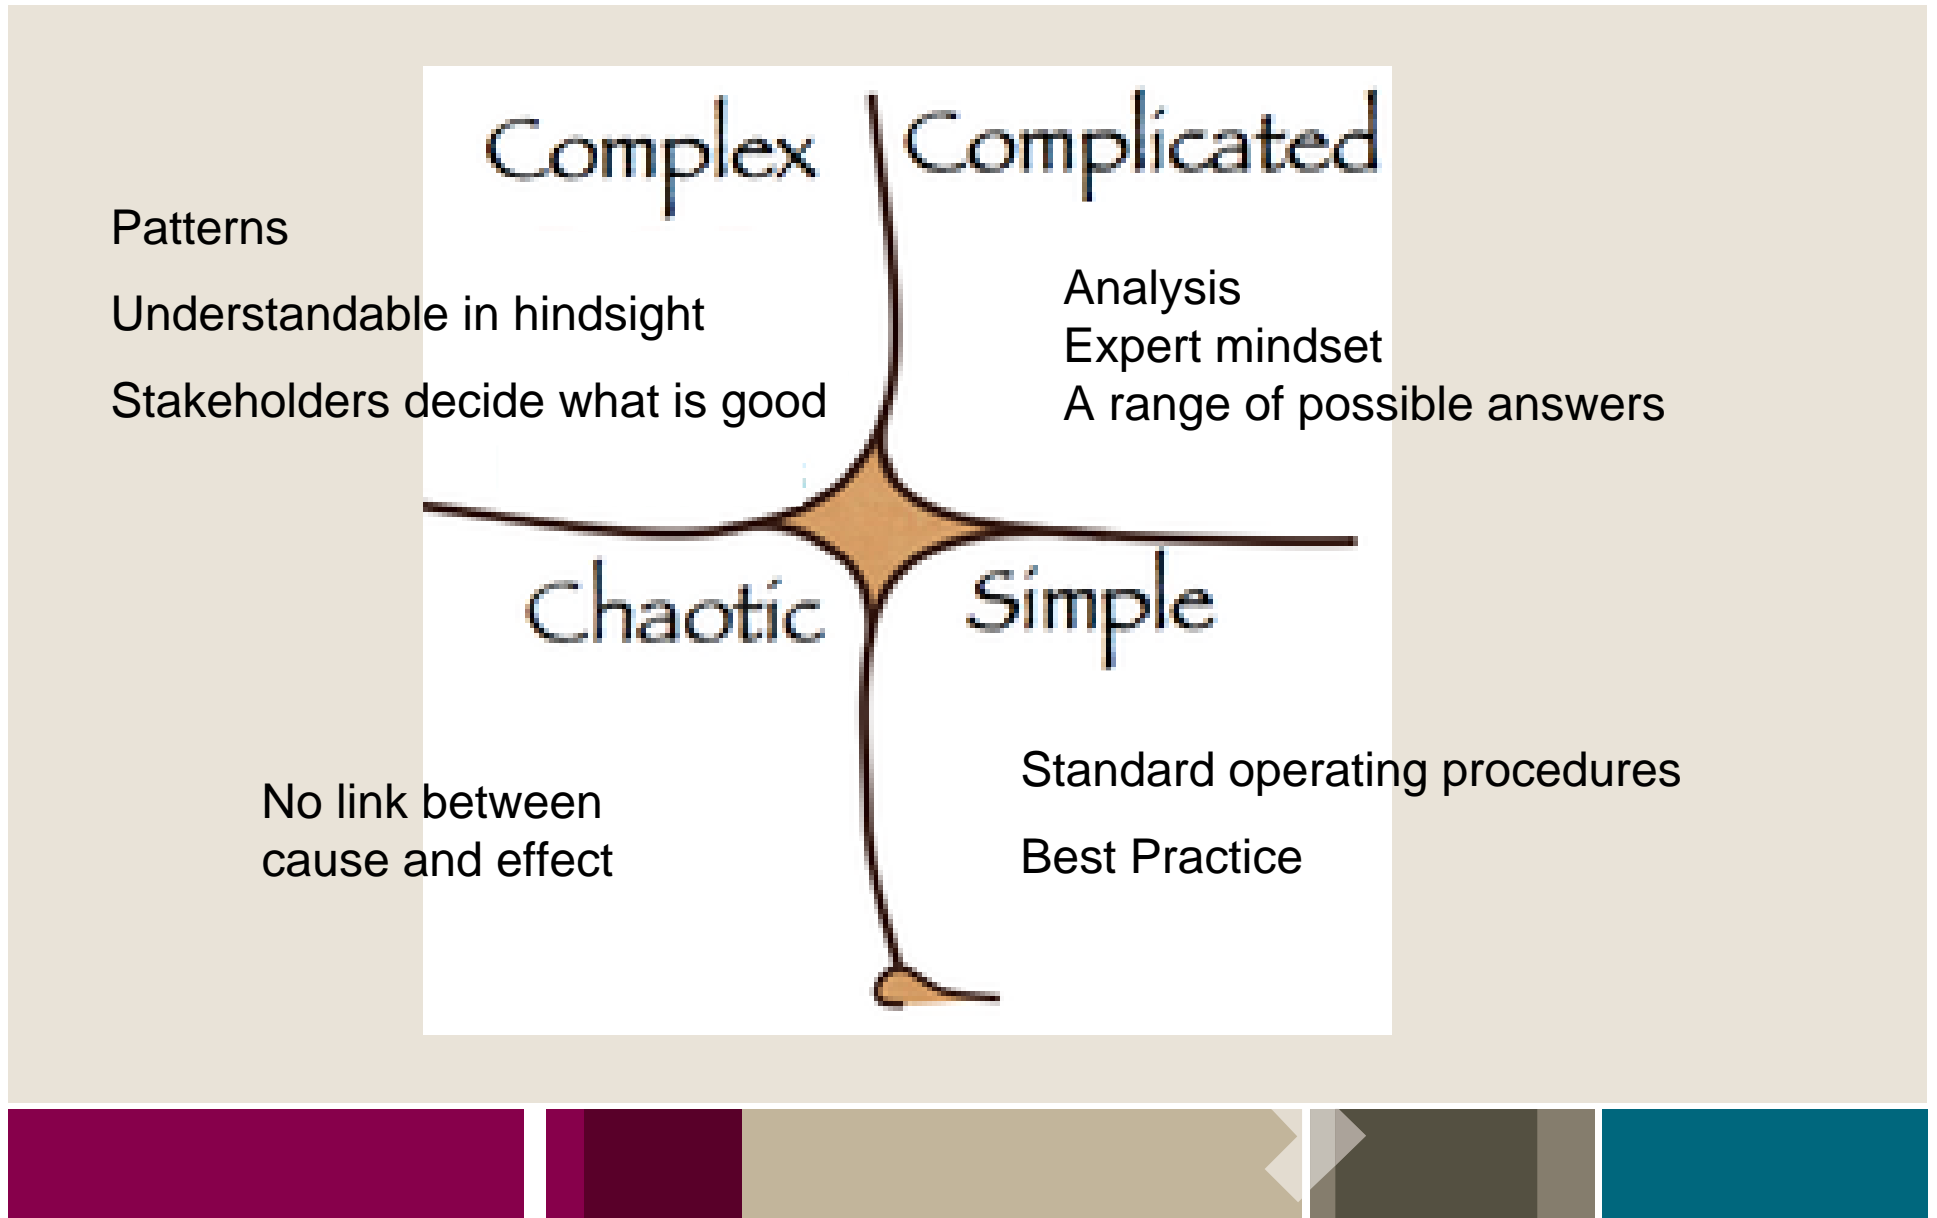 Complex
Patterns
Understandable in hindsight
Stakeholders decide what is good
Complicated
Analysis
Expert mindset
A range of possible answers
Chaotic
No link between
cause and effect
Simple
Standard operating procedures
Best Practice